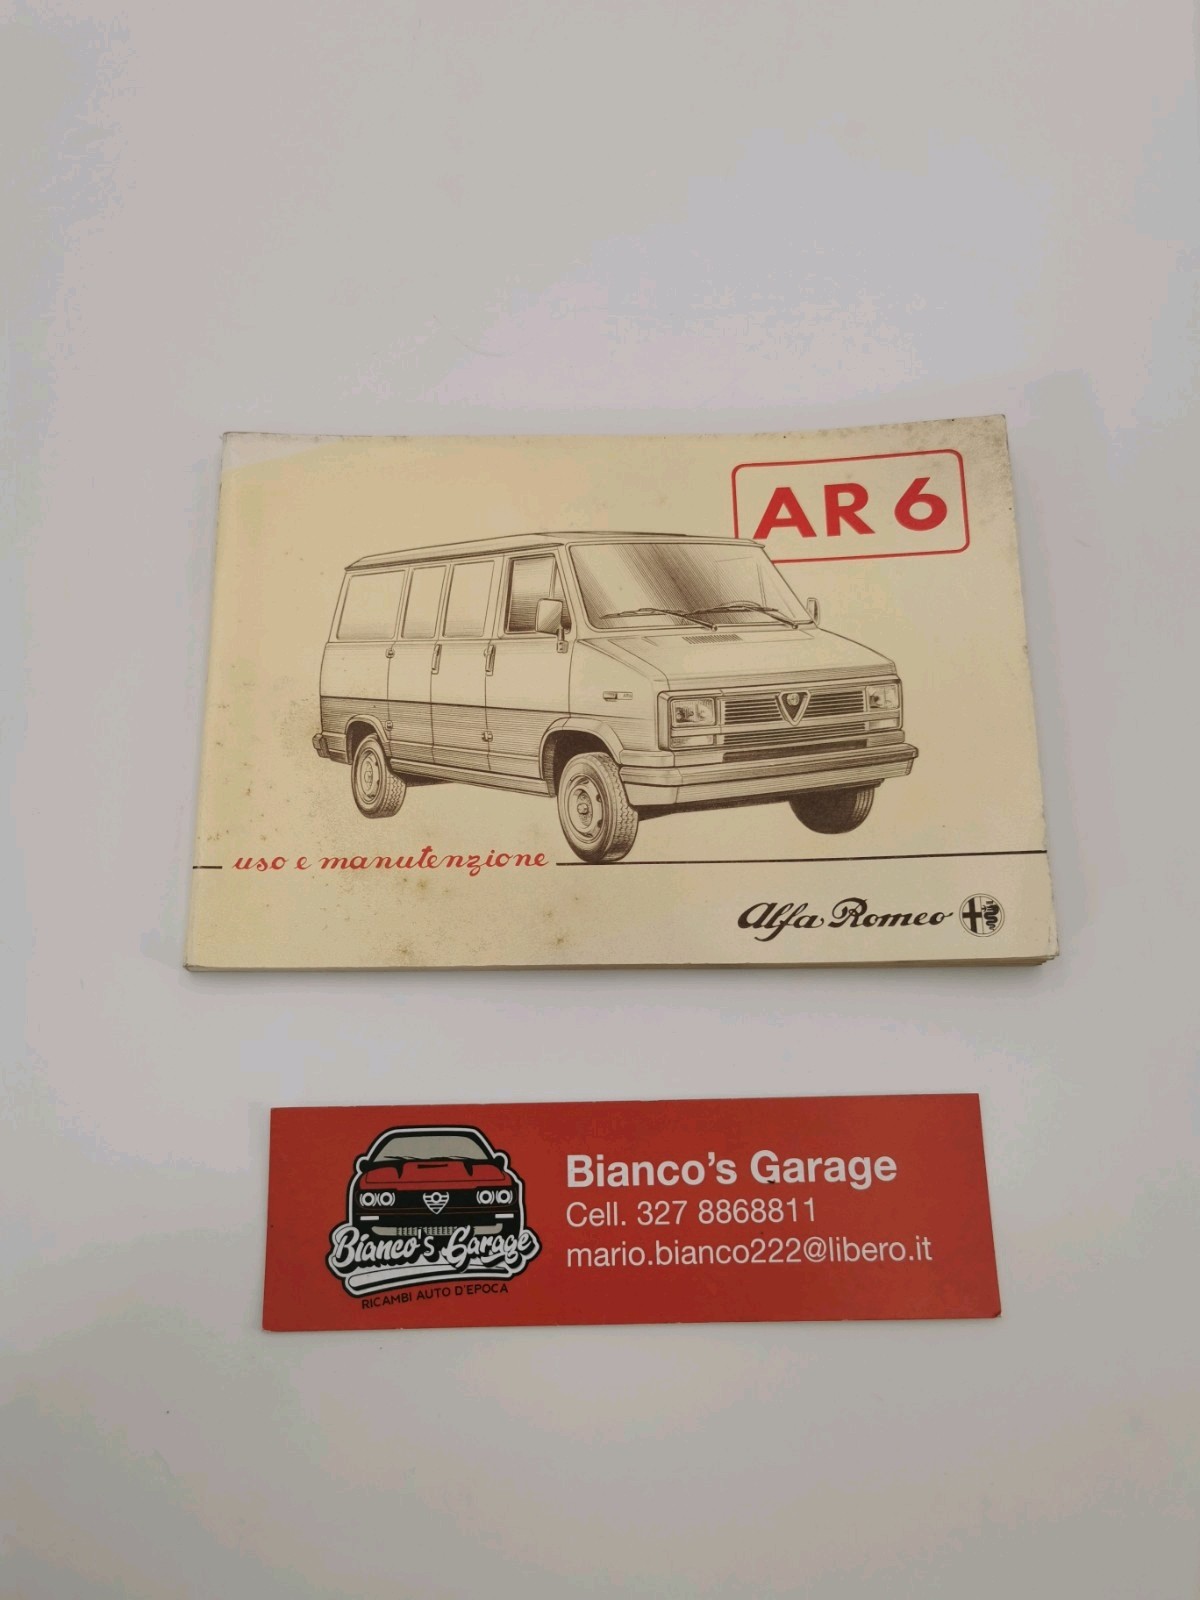 AR 6
uso e manutenzione
Alfa Romeo
Bianco's Garage
RICAMBI AUTO D'EPOCA
Bianco's Garage
Cell. 327 8868811
mario.bianco222@libero.it